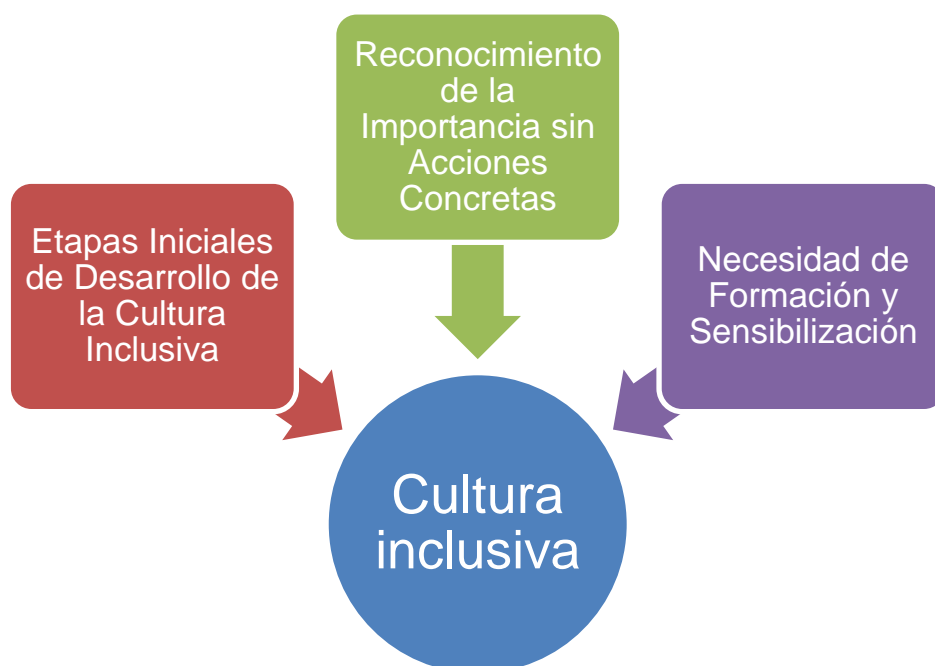 Reconocimiento
de la
Importancia sin
Acciones
Concretas
Etapas Iniciales
de Desarrollo de
la Cultura
Inclusiva
Necesidad de
Formación y
Sensibilización
Cultura
inclusiva